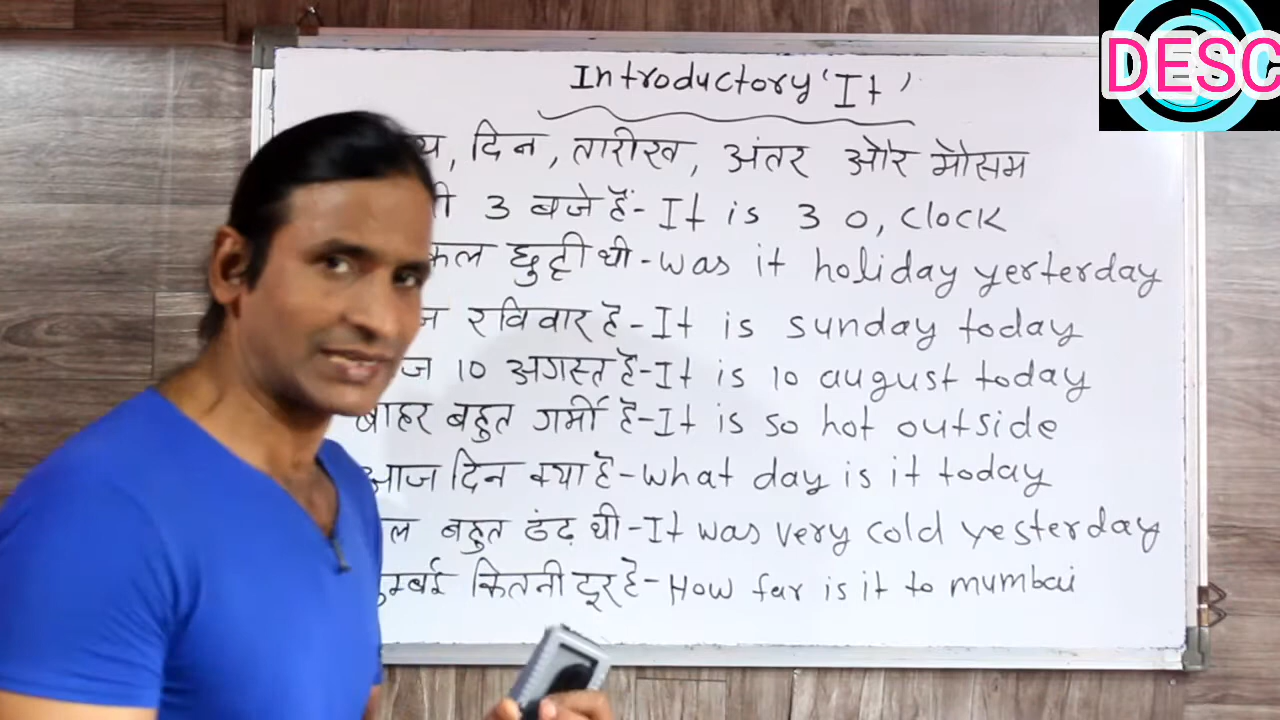 DESC
Introductory 'It'
, दिन, तारीख, अंतर और मौसम
3 बजे हैं - It is 3 o, clock
कल छुट्टी थी - was it holiday yerterday
रविवार है - It is sunday today
10 अगस्त है - It is 10 august today
बाहर बहुत गर्मी है - It is so hot outside
आज दिन क्या है - what day is it today
बहुत ठंढ़ थी - It was very cold yesterday
मुम्बई कितनी दूर है - How far is it to mumbai